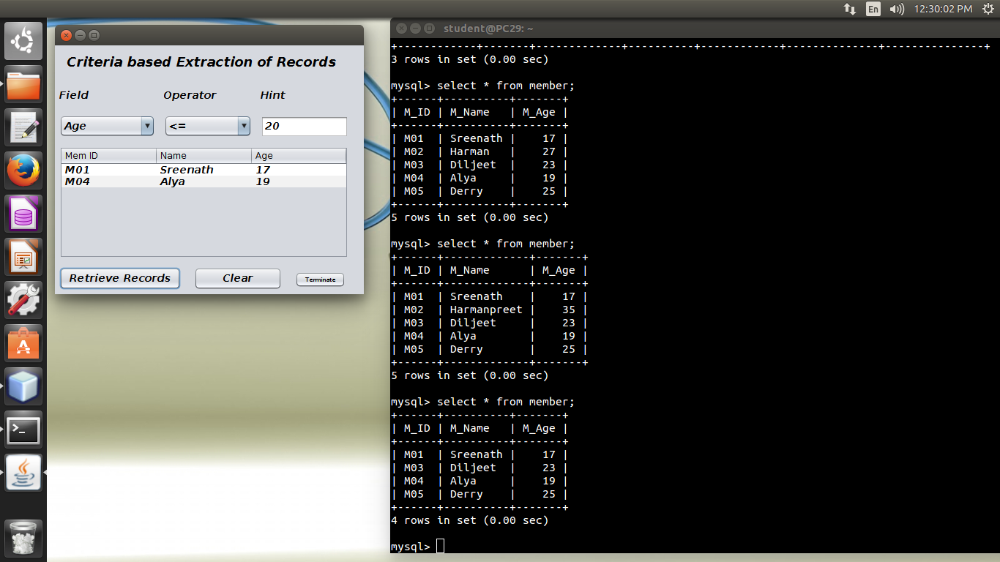 En 12:30:02 PM
Criteria based Extraction of Records
Field Operator Hint
Age <= 20
Mem ID Name Age
M01 Sreenath 17
M04 Alya 19
Retrieve Records Clear Terminate
student@PC29: ~
+------------+-------+-------------+----------+------------+--------------+---------------+
3 rows in set (0.00 sec)
mysql> select * from member;
+------+----------+-------+
| M_ID | M_Name   | M_Age |
+------+----------+-------+
| M01  | Sreenath |    17 |
| M02  | Harman   |    27 |
| M03  | Diljeet  |    23 |
| M04  | Alya     |    19 |
| M05  | Derry    |    25 |
+------+----------+-------+
5 rows in set (0.00 sec)
mysql> select * from member;
+------+-------------+-------+
| M_ID | M_Name      | M_Age |
+------+-------------+-------+
| M01  | Sreenath    |    17 |
| M02  | Harmanpreet |    35 |
| M03  | Diljeet     |    23 |
| M04  | Alya        |    19 |
| M05  | Derry       |    25 |
+------+-------------+-------+
5 rows in set (0.00 sec)
mysql> select * from member;
+------+----------+-------+
| M_ID | M_Name   | M_Age |
+------+----------+-------+
| M01  | Sreenath |    17 |
| M03  | Diljeet  |    23 |
| M04  | Alya     |    19 |
| M05  | Derry    |    25 |
+------+----------+-------+
4 rows in set (0.00 sec)
mysql>